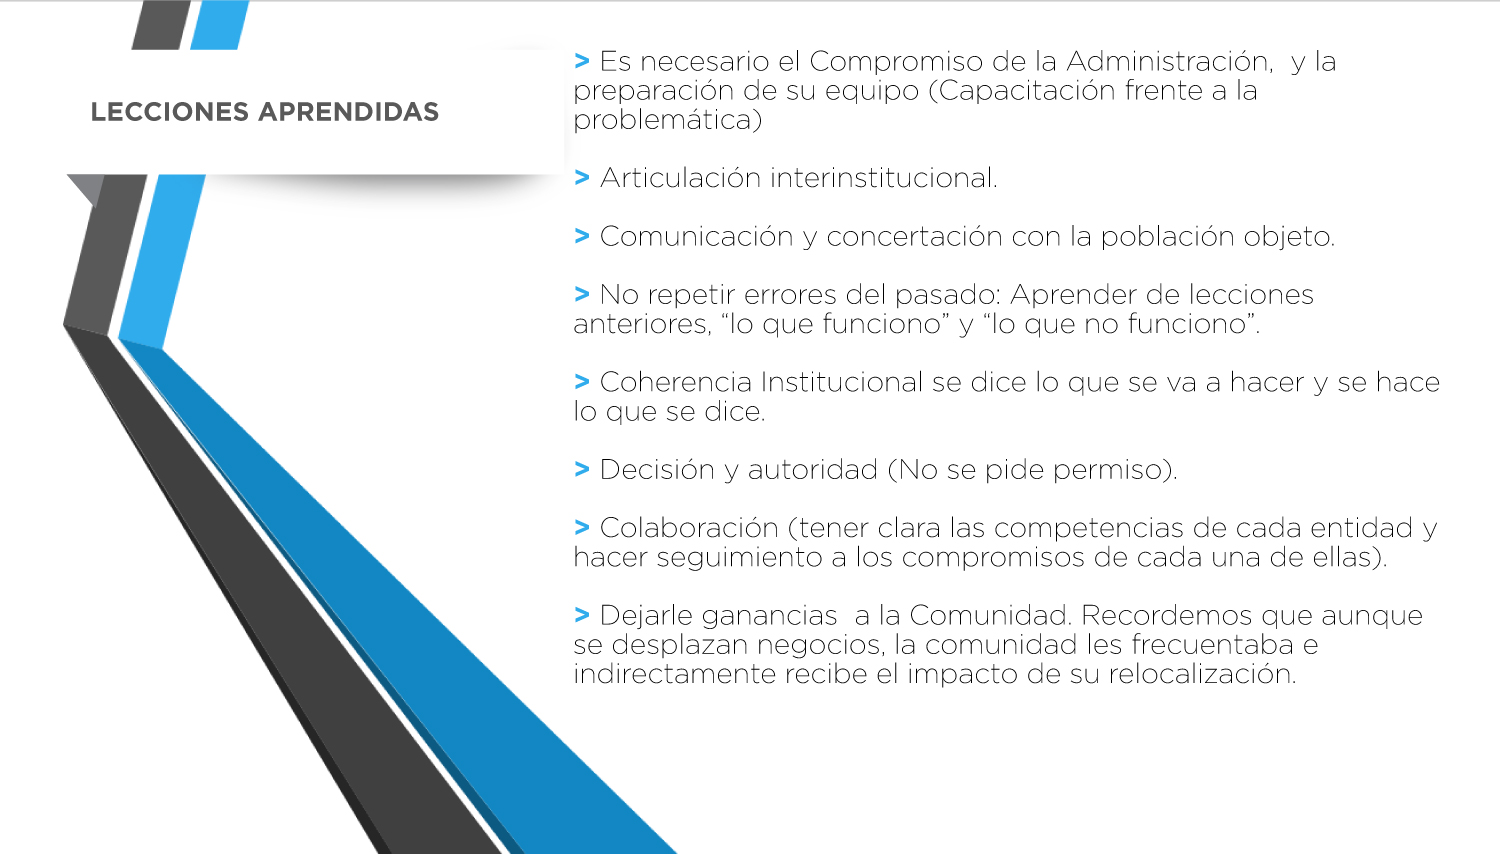 LECCIONES APRENDIDAS
> Es necesario el Compromiso de la Administración,  y la
preparación de su equipo (Capacitación frente a la
problemática)
> Articulación interinstitucional.
> Comunicación y concertación con la población objeto.
> No repetir errores del pasado: Aprender de lecciones
anteriores, “lo que funciono” y “lo que no funciono”.
> Coherencia Institucional se dice lo que se va a hacer y se hace
lo que se dice.
> Decisión y autoridad (No se pide permiso).
> Colaboración (tener clara las competencias de cada entidad y
hacer seguimiento a los compromisos de cada una de ellas).
> Dejarle ganancias  a la Comunidad. Recordemos que aunque
se desplazan negocios, la comunidad les frecuentaba e
indirectamente recibe el impacto de su relocalización.